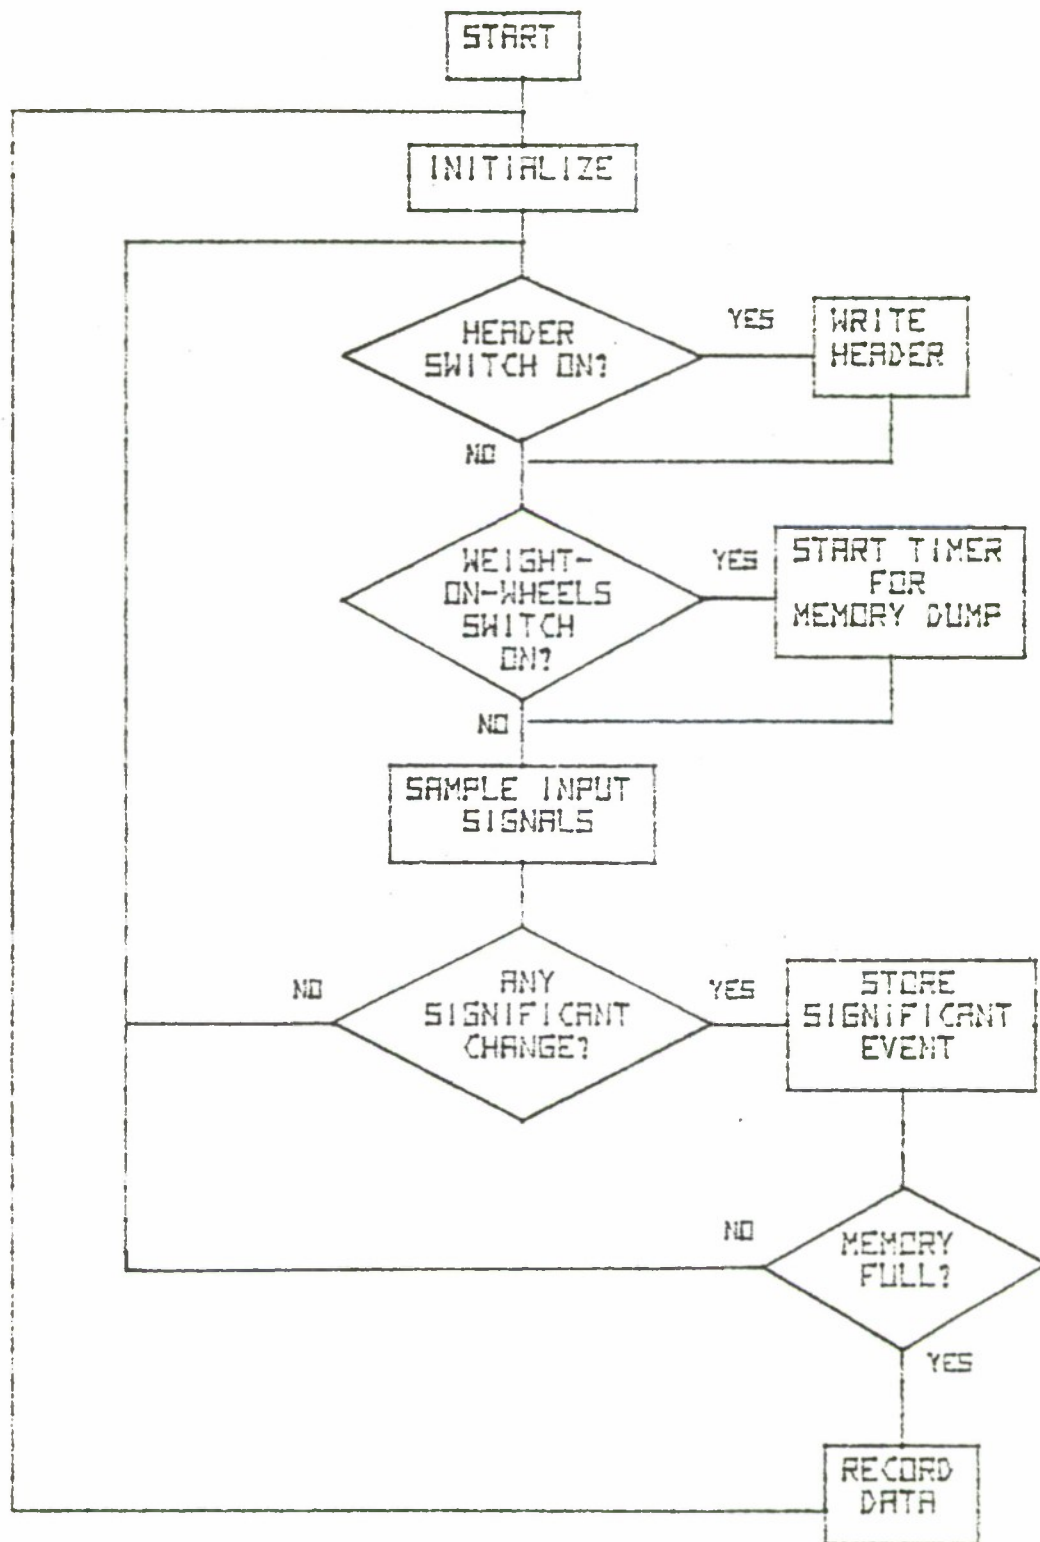 START
INITIALIZE
HEADER
SWITCH ON?
YES
WRITE
HEADER
NO
WEIGHT-
ON-WHEELS
SWITCH
ON?
YES
START TIMER
FOR
MEMORY DUMP
NO
SAMPLE INPUT
SIGNALS
NO
ANY
SIGNIFICANT
CHANGE?
YES
STORE
SIGNIFICANT
EVENT
NO
MEMORY
FULL?
YES
RECORD
DATA